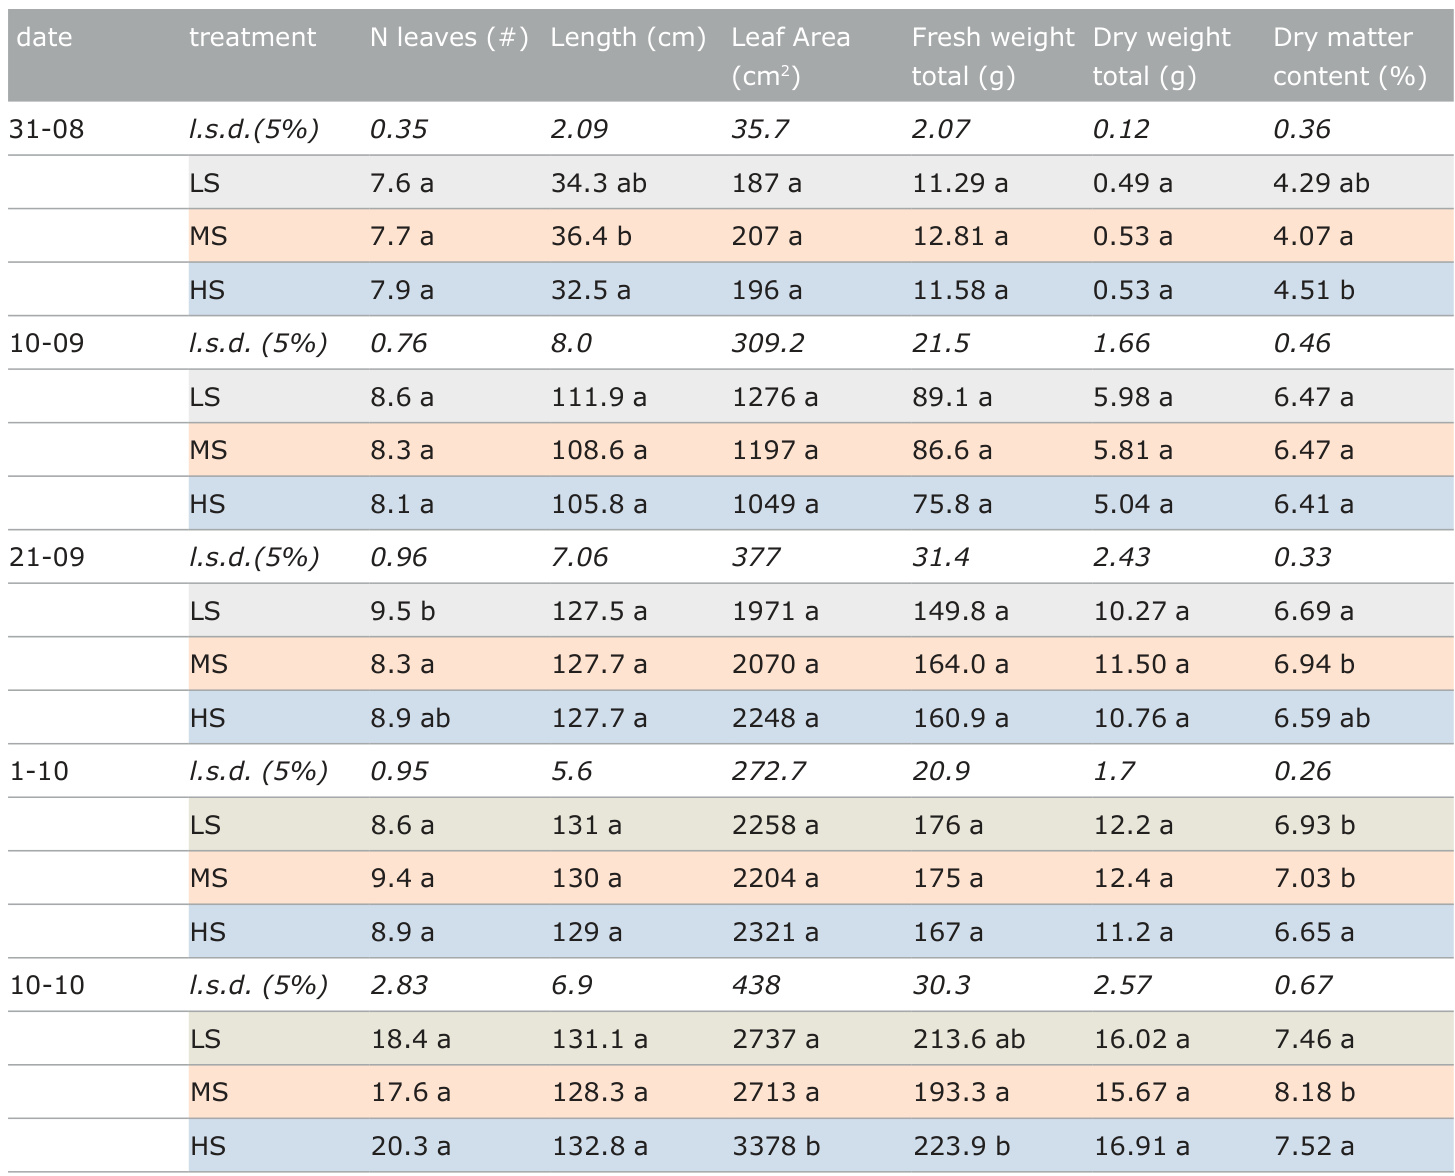 date treatment N leaves (#) Length (cm) Leaf Area (cm²) Fresh weight total (g) Dry weight total (g) Dry matter content (%)
31-08 l.s.d.(5%) 0.35 2.09 35.7 2.07 0.12 0.36
LS 7.6 a 34.3 ab 187 a 11.29 a 0.49 a 4.29 ab
MS 7.7 a 36.4 b 207 a 12.81 a 0.53 a 4.07 a
HS 7.9 a 32.5 a 196 a 11.58 a 0.53 a 4.51 b
10-09 l.s.d. (5%) 0.76 8.0 309.2 21.5 1.66 0.46
LS 8.6 a 111.9 a 1276 a 89.1 a 5.98 a 6.47 a
MS 8.3 a 108.6 a 1197 a 86.6 a 5.81 a 6.47 a
HS 8.1 a 105.8 a 1049 a 75.8 a 5.04 a 6.41 a
21-09 l.s.d.(5%) 0.96 7.06 377 31.4 2.43 0.33
LS 9.5 b 127.5 a 1971 a 149.8 a 10.27 a 6.69 a
MS 8.3 a 127.7 a 2070 a 164.0 a 11.50 a 6.94 b
HS 8.9 ab 127.7 a 2248 a 160.9 a 10.76 a 6.59 ab
1-10 l.s.d. (5%) 0.95 5.6 272.7 20.9 1.7 0.26
LS 8.6 a 131 a 2258 a 176 a 12.2 a 6.93 b
MS 9.4 a 130 a 2204 a 175 a 12.4 a 7.03 b
HS 8.9 a 129 a 2321 a 167 a 11.2 a 6.65 a
10-10 l.s.d. (5%) 2.83 6.9 438 30.3 2.57 0.67
LS 18.4 a 131.1 a 2737 a 213.6 ab 16.02 a 7.46 a
MS 17.6 a 128.3 a 2713 a 193.3 a 15.67 a 8.18 b
HS 20.3 a 132.8 a 3378 b 223.9 b 16.91 a 7.52 a